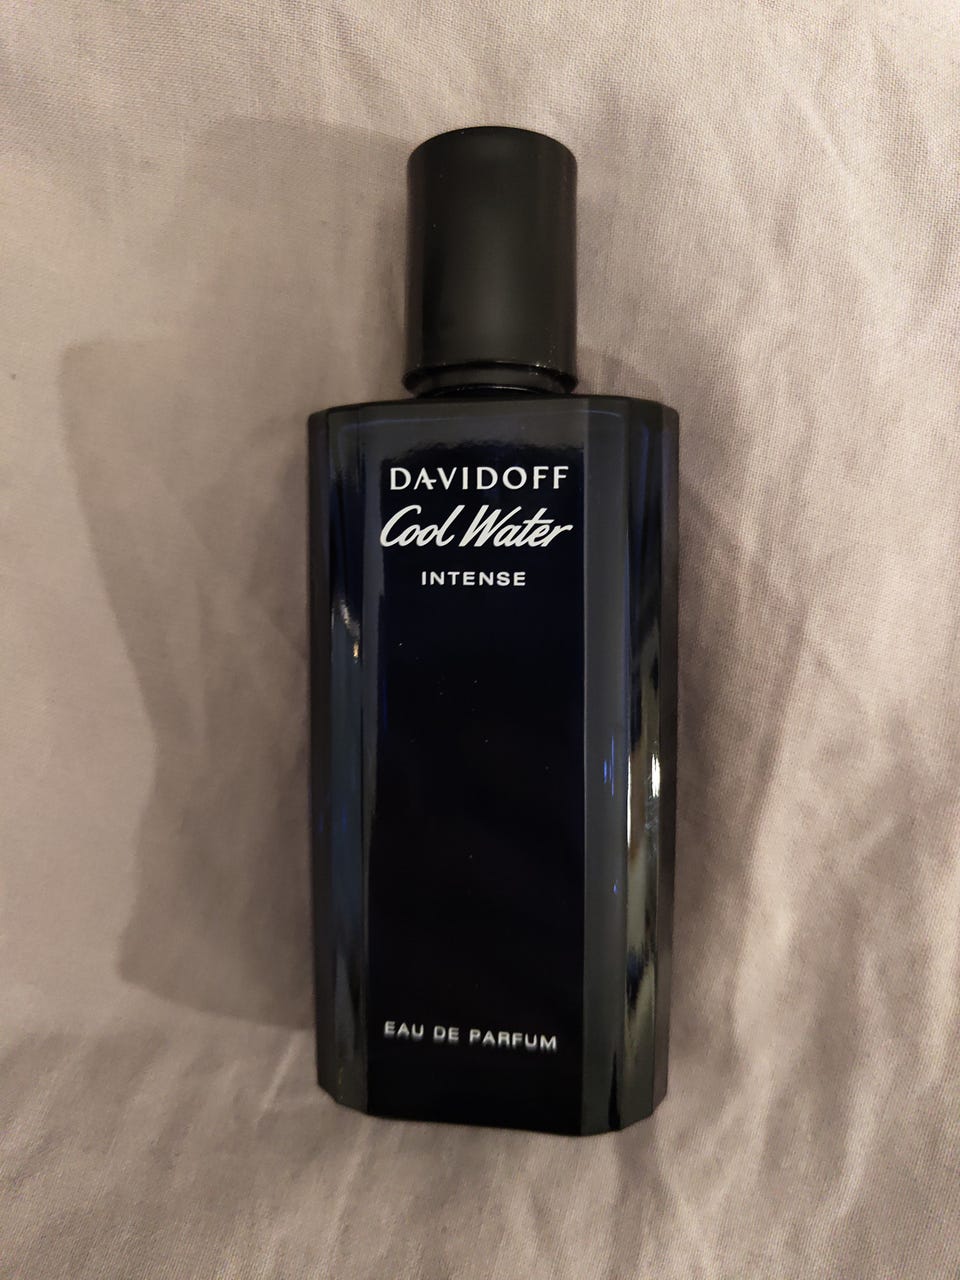 DAVIDOFF
Cool Water
INTENSE
EAU DE PARFUM